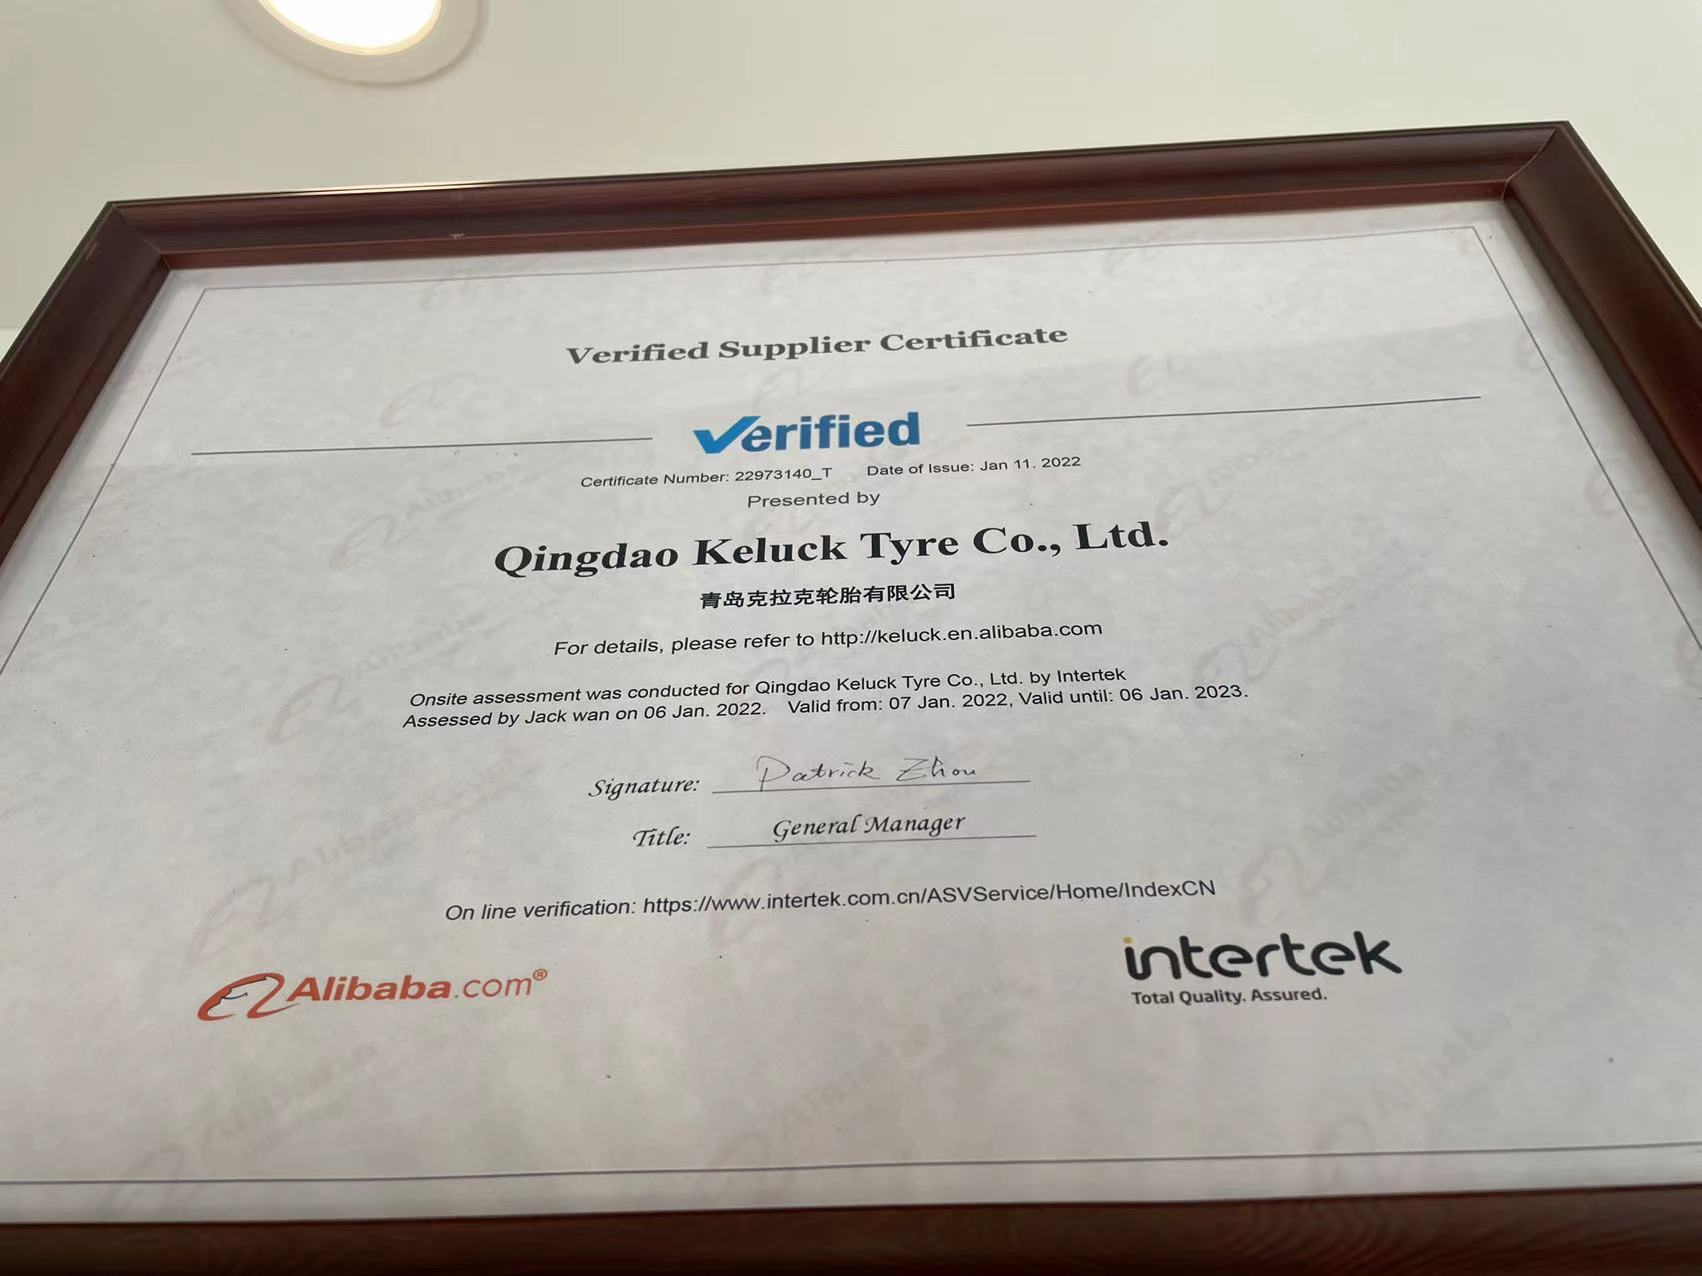 Verified Supplier Certificate
Verified
Certificate Number: 22973140_T Date of Issue: Jan 11. 2022
Presented by
Qingdao Keluck Tyre Co., Ltd.
青岛克拉克轮胎有限公司
For details, please refer to http://keluck.en.alibaba.com
Onsite assessment was conducted for Qingdao Keluck Tyre Co., Ltd. by Intertek
Assessed by Jack wan on 06 Jan. 2022. Valid from: 07 Jan. 2022, Valid until: 06 Jan. 2023.
Signature: Patrick Zhou
Title: General Manager
On line verification: https://www.intertek.com.cn/ASVService/Home/IndexCN
Alibaba.com®
intertek
Total Quality. Assured.